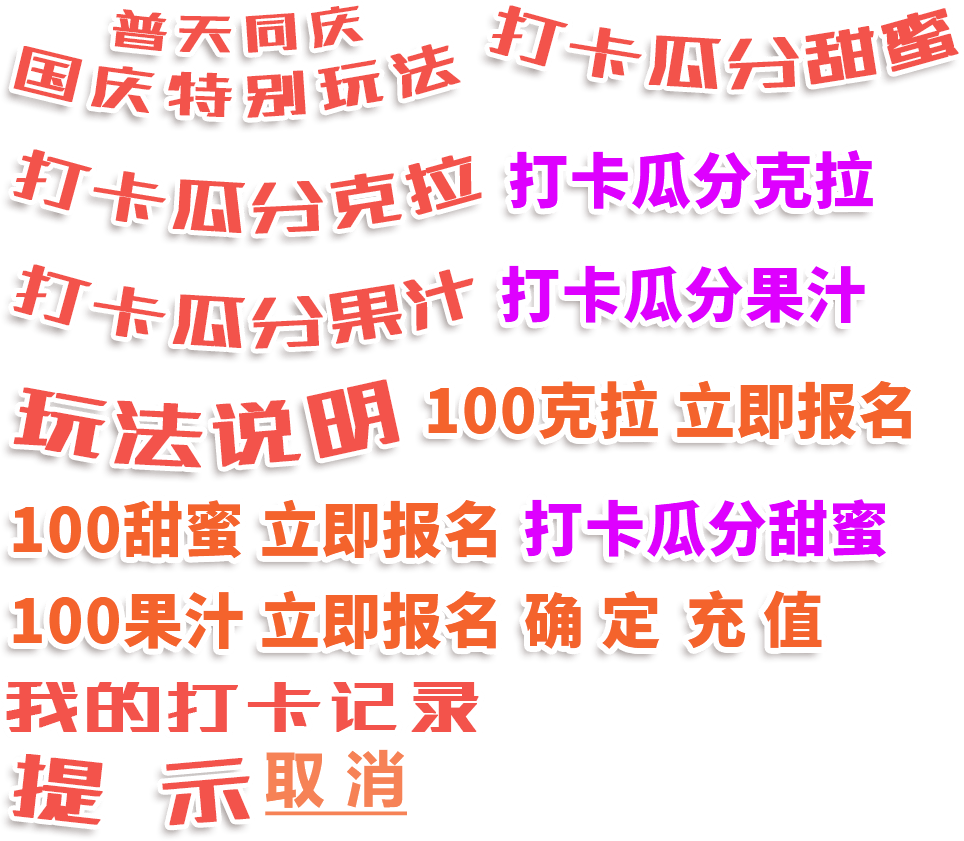 普天同庆
国庆特别玩法
打卡瓜分甜蜜
打卡瓜分克拉
打卡瓜分克拉
打卡瓜分果汁
打卡瓜分果汁
玩法说明
100克拉 立即报名
100甜蜜 立即报名
打卡瓜分甜蜜
100果汁 立即报名
确 定
充 值
我的打卡记录
提 示
取 消